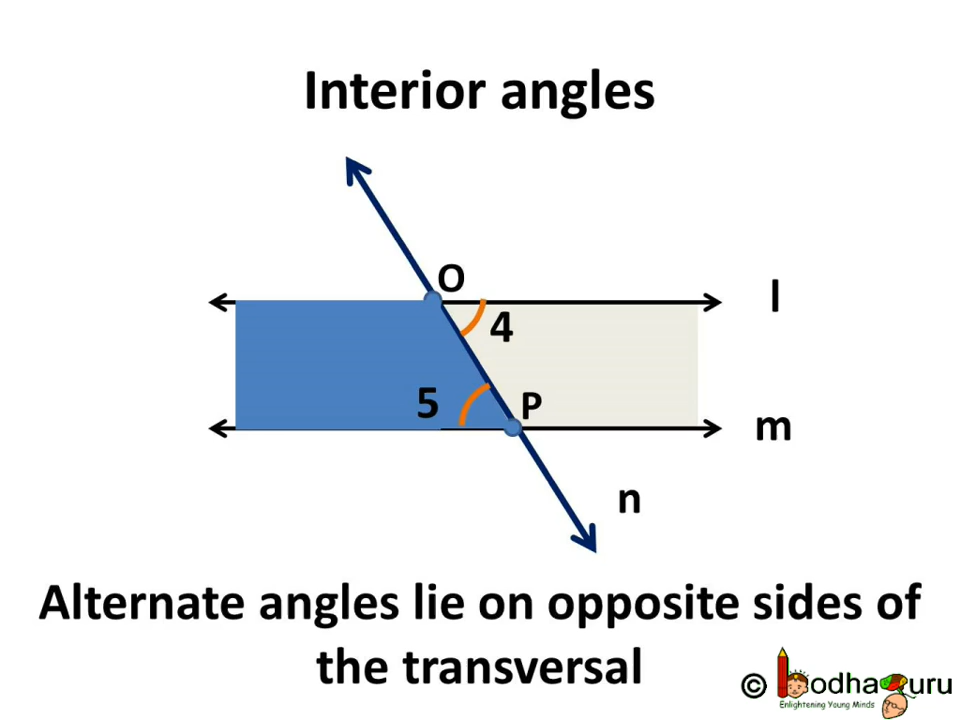 Interior angles
O
l
4
5
P
m
n
Alternate angles lie on opposite sides of
the transversal
© bodhaguru
Enlightening Young Minds